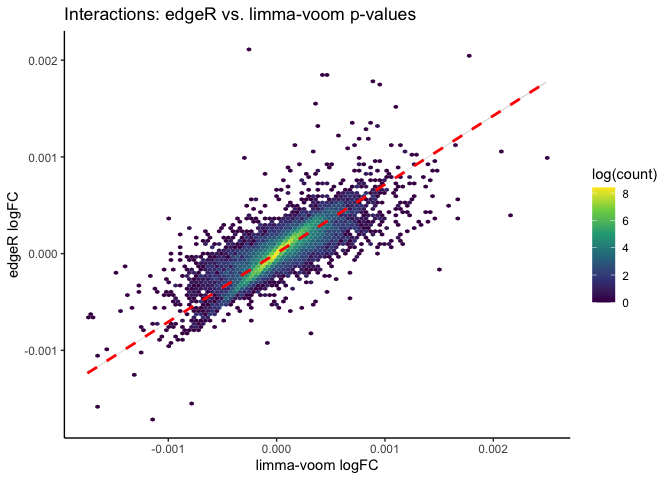 Interactions: edgeR vs. limma-voom p-values
0.002
0.001
0.000
-0.001
edgeR logFC
-0.001 0.000 0.001 0.002
limma-voom logFC
log(count)
8
6
4
2
0